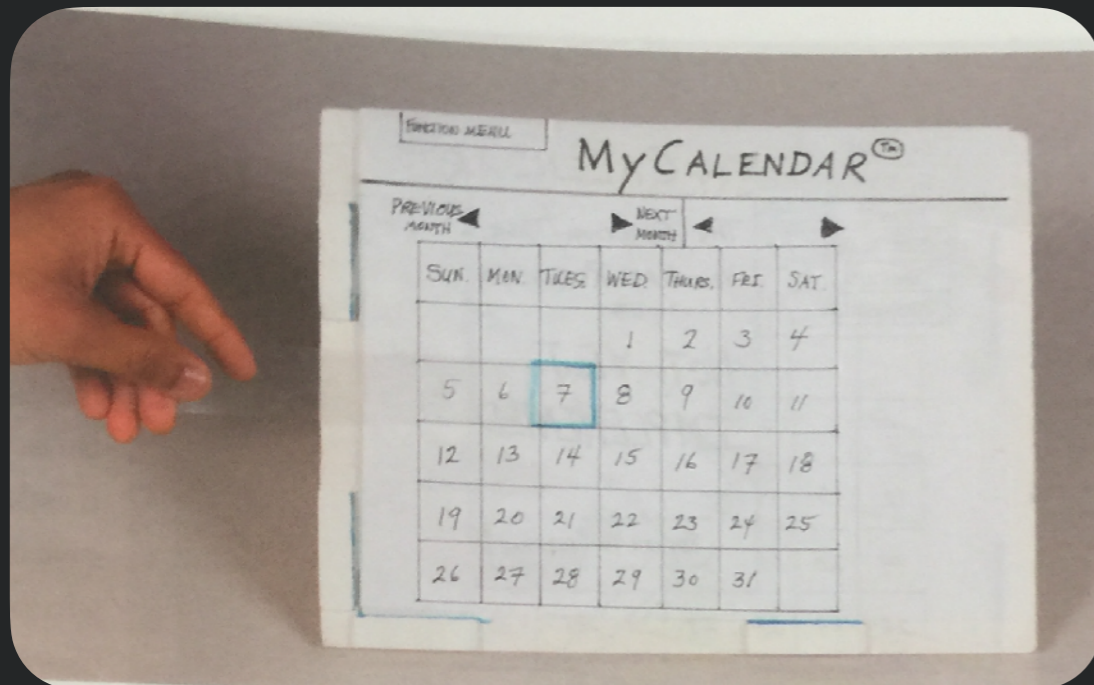 FUNCTION MENU
MyCALENDAR TM
PREVIOUS
MONTH
NEXT
MONTH
SUN. MON. TUES. WED. THURS. FRI. SAT.
1 2 3 4
5 6 7 8 9 10 11
12 13 14 15 16 17 18
19 20 21 22 23 24 25
26 27 28 29 30 31